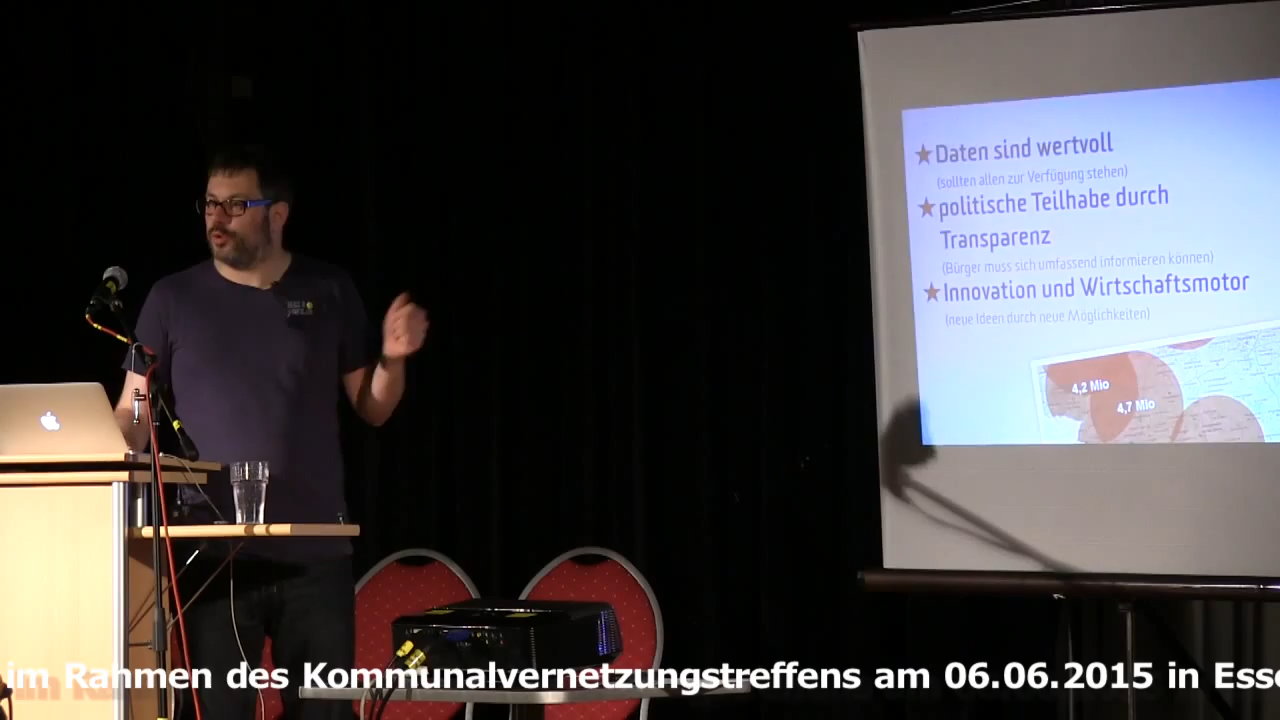 Daten sind wertvoll
(sollten allen zur Verfügung stehen)
politische Teilhabe durch
Transparenz
(Bürger muss sich umfassend informieren können)
Innovation und Wirtschaftsmotor
(neue Ideen durch neue Möglichkeiten)
4,2 Mio
4,7 Mio
im Rahmen des Kommunalvernetzungstreffens am 06.06.2015 in Esse